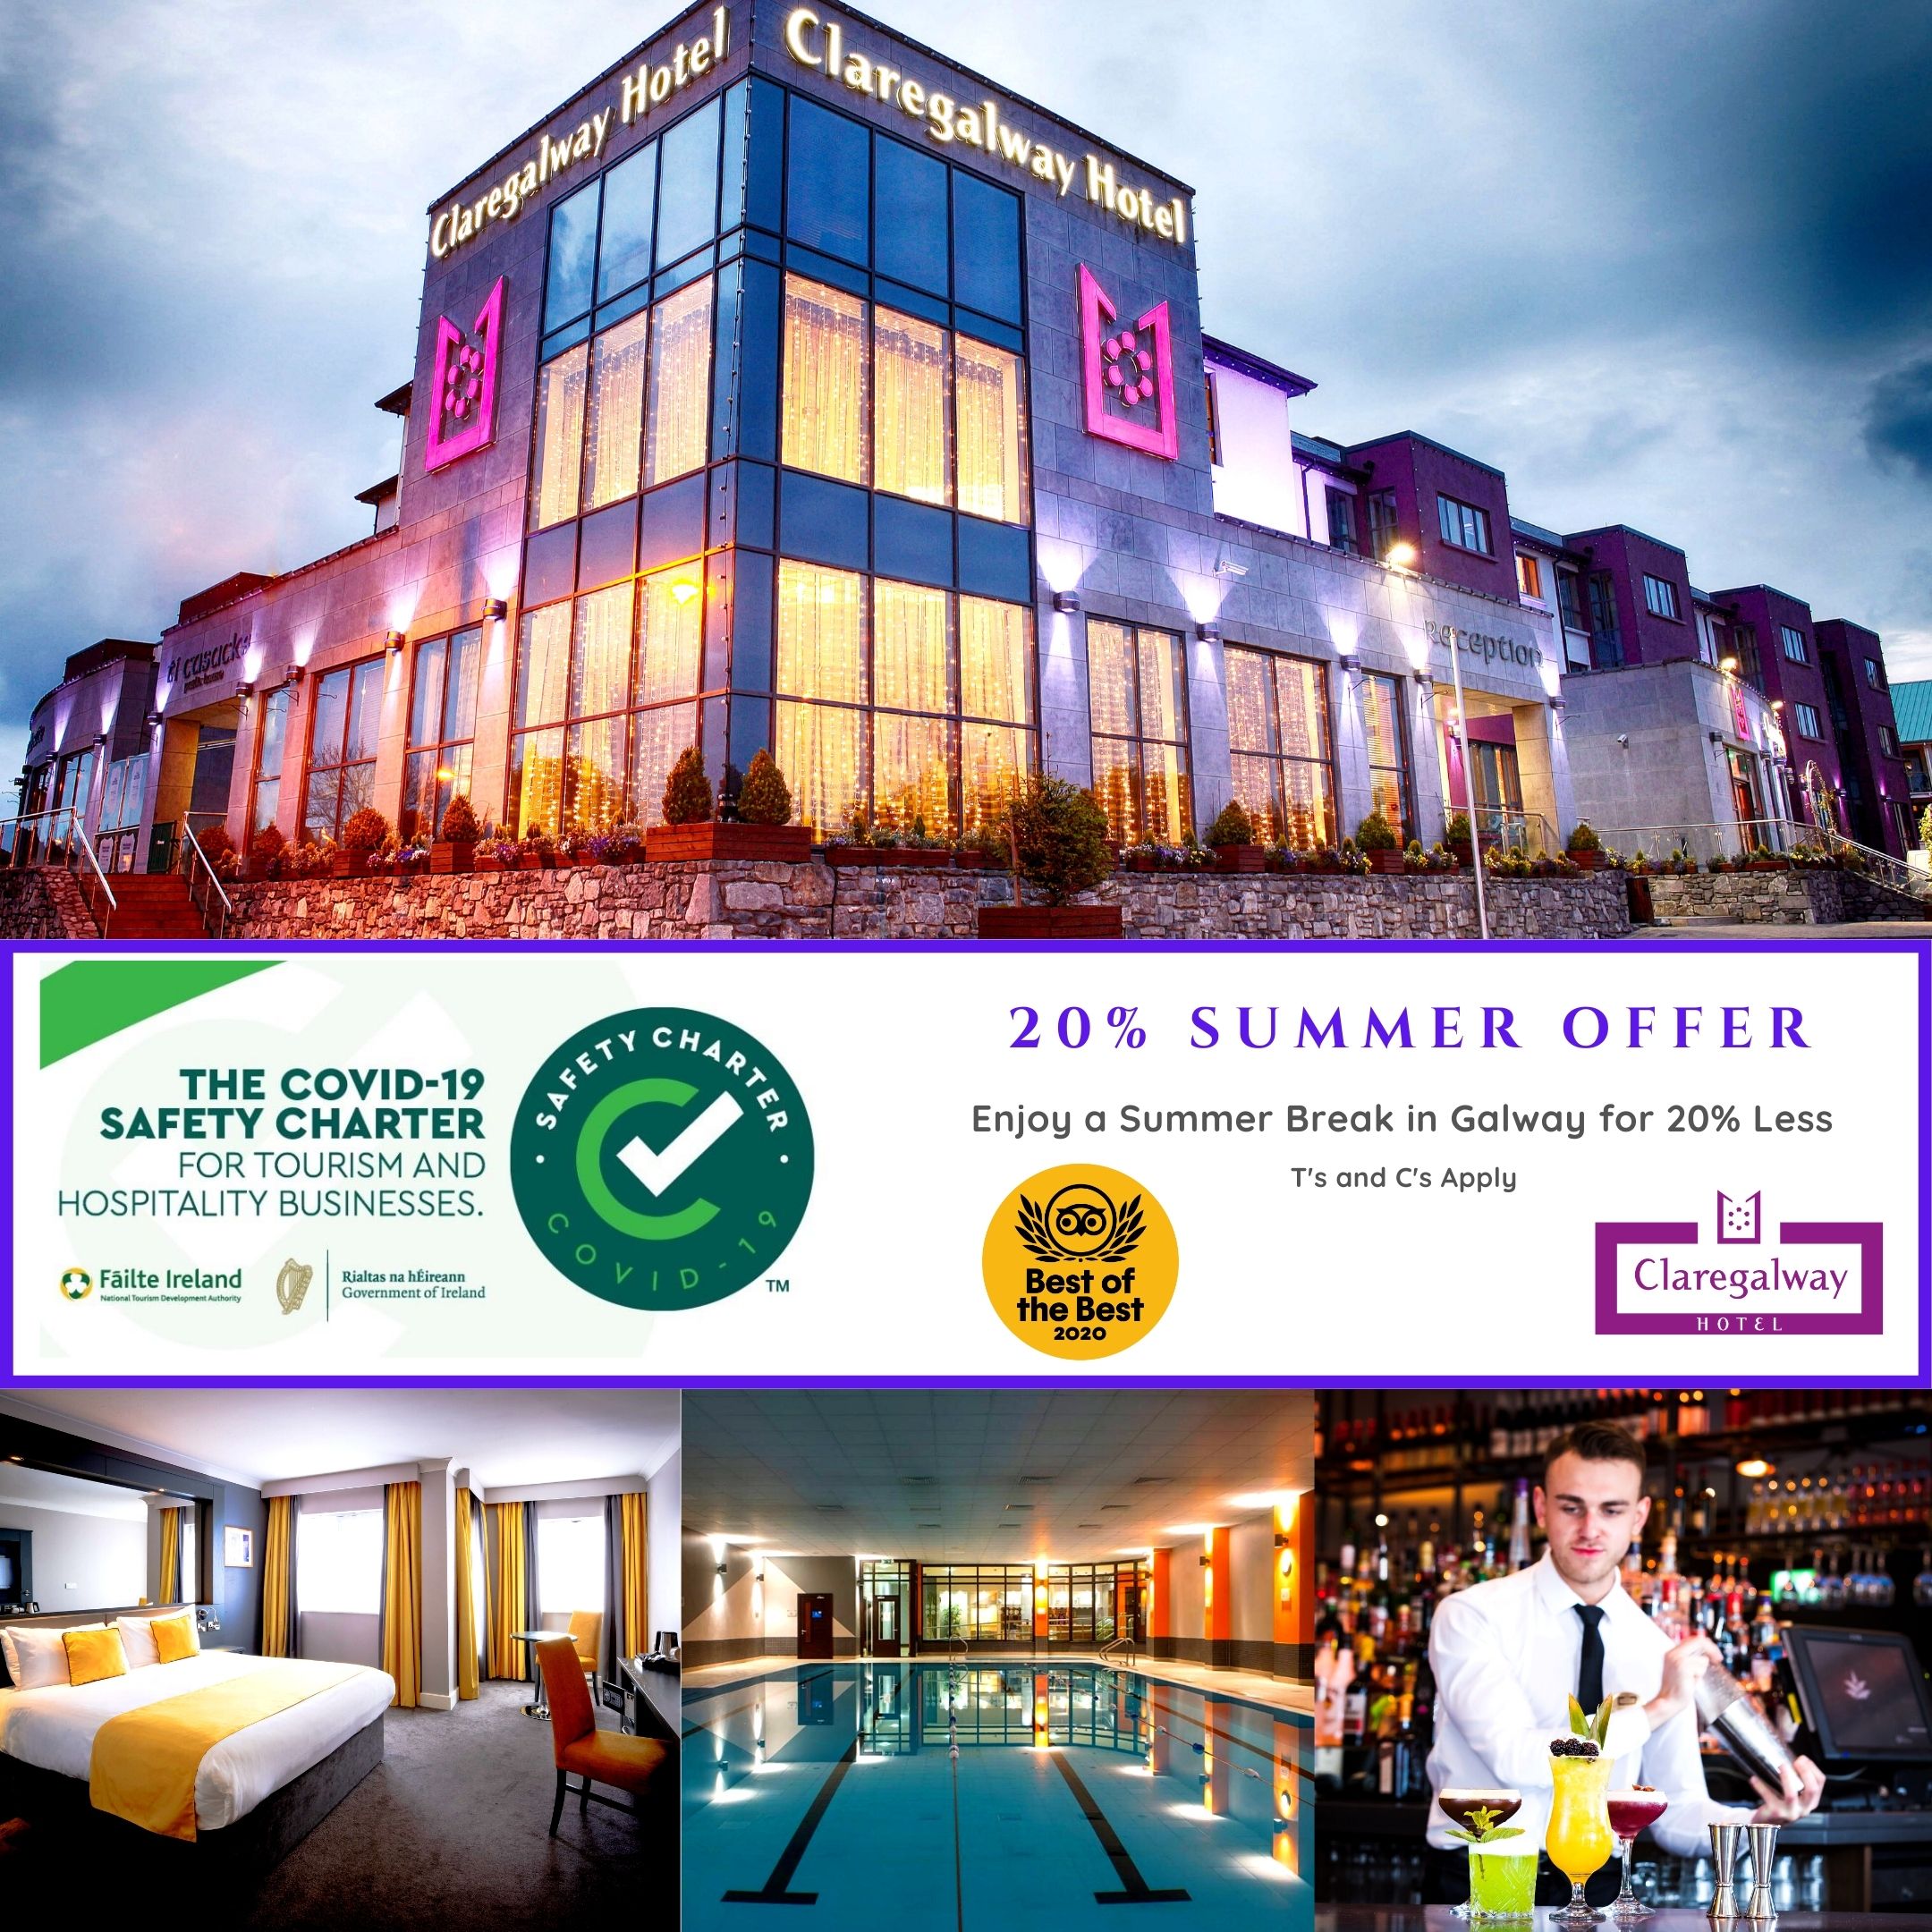 Claregalway Hotel
Claregalway Hotel
Reception
THE COVID-19
SAFETY CHARTER
FOR TOURISM AND
HOSPITALITY BUSINESSES.
Fáilte Ireland
National Tourism Development Authority
Rialtas na hÉireann
Government of Ireland
SAFETY CHARTER
COVID-19
TM
20% SUMMER OFFER
Enjoy a Summer Break in Galway for 20% Less
T's and C's Apply
Best of
the Best
2020
Claregalway
HOTEL